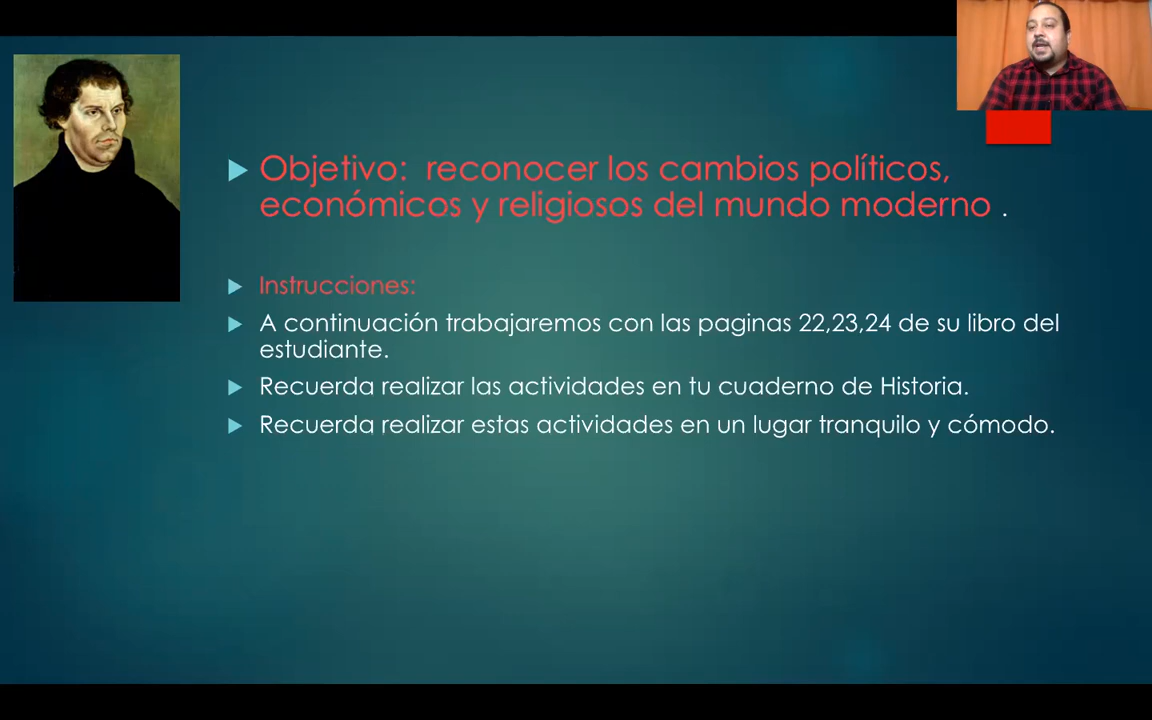 Objetivo:  reconocer los cambios políticos,
económicos y religiosos del mundo moderno .
Instrucciones:
A continuación trabajaremos con las paginas 22,23,24 de su libro del
estudiante.
Recuerda realizar las actividades en tu cuaderno de Historia.
Recuerda realizar estas actividades en un lugar tranquilo y cómodo.